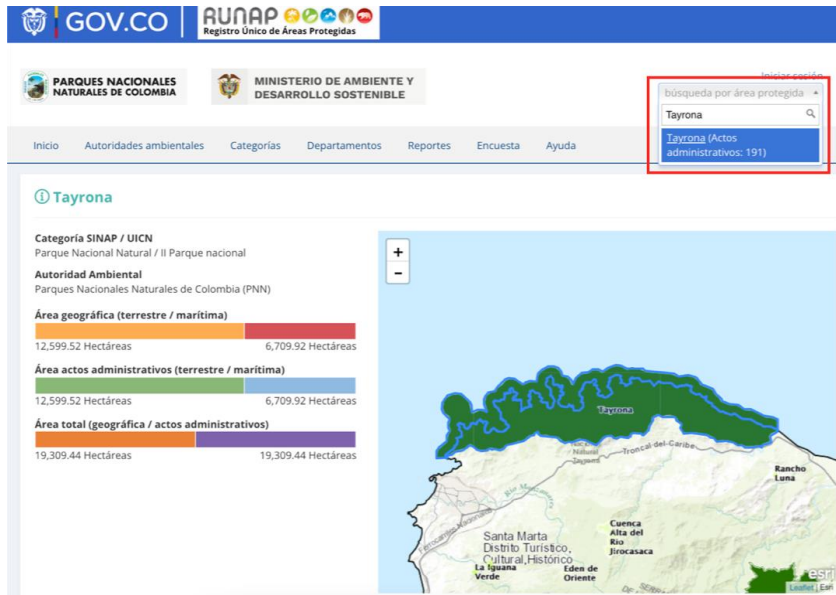 GOV.CO
RUNAP
Registro Único de Áreas Protegidas
PARQUES NACIONALES
NATURALES DE COLOMBIA
MINISTERIO DE AMBIENTE Y
DESARROLLO SOSTENIBLE
Iniciar sesión
búsqueda por área protegida
Tayrona
Tayrona (Actos
administrativos: 191)
Inicio Autoridades ambientales Categorías Departamentos Reportes Encuesta Ayuda
Tayrona
Categoría SINAP / UICN
Parque Nacional Natural / II Parque nacional
Autoridad Ambiental
Parques Nacionales Naturales de Colombia (PNN)
Área geográfica (terrestre / marítima)
12,599.52 Hectáreas 6,709.92 Hectáreas
Área actos administrativos (terrestre / marítima)
12,599.52 Hectáreas 6,709.92 Hectáreas
Área total (geográfica / actos administrativos)
19,309.44 Hectáreas 19,309.44 Hectáreas
+
−
Tayrona
Natural
Tayrona
Troncal del Caribe
Rancho
Luna
Ferrocarriles Nacionales
Cuenca
Alta del
Río
Jirocasaca
Santa Marta
Distrito Turístico,
Cultural,Histórico
La Iguana
Verde
Eden de
Oriente
esri
Leaflet | Esri